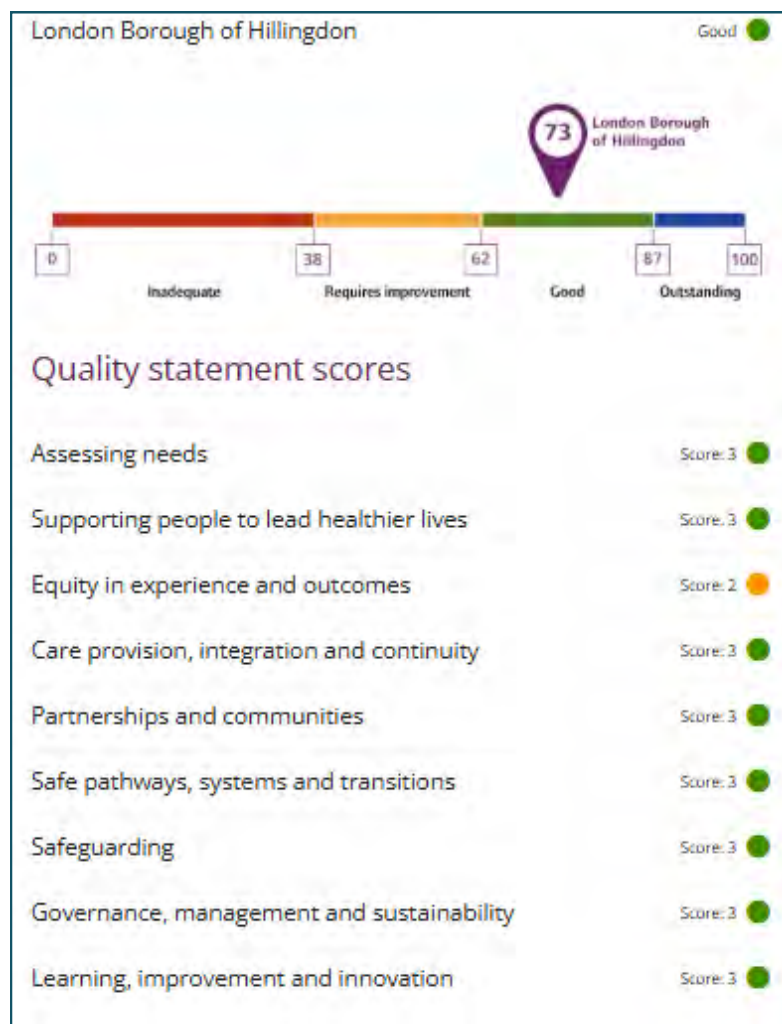 London Borough of Hillingdon Good
73 London Borough
of Hillingdon
0 38 62 87 100
Inadequate Requires improvement Good Outstanding
Quality statement scores
Assessing needs Score: 3
Supporting people to lead healthier lives Score: 3
Equity in experience and outcomes Score: 2
Care provision, integration and continuity Score: 3
Partnerships and communities Score: 3
Safe pathways, systems and transitions Score: 3
Safeguarding Score: 3
Governance, management and sustainability Score: 3
Learning, improvement and innovation Score: 3